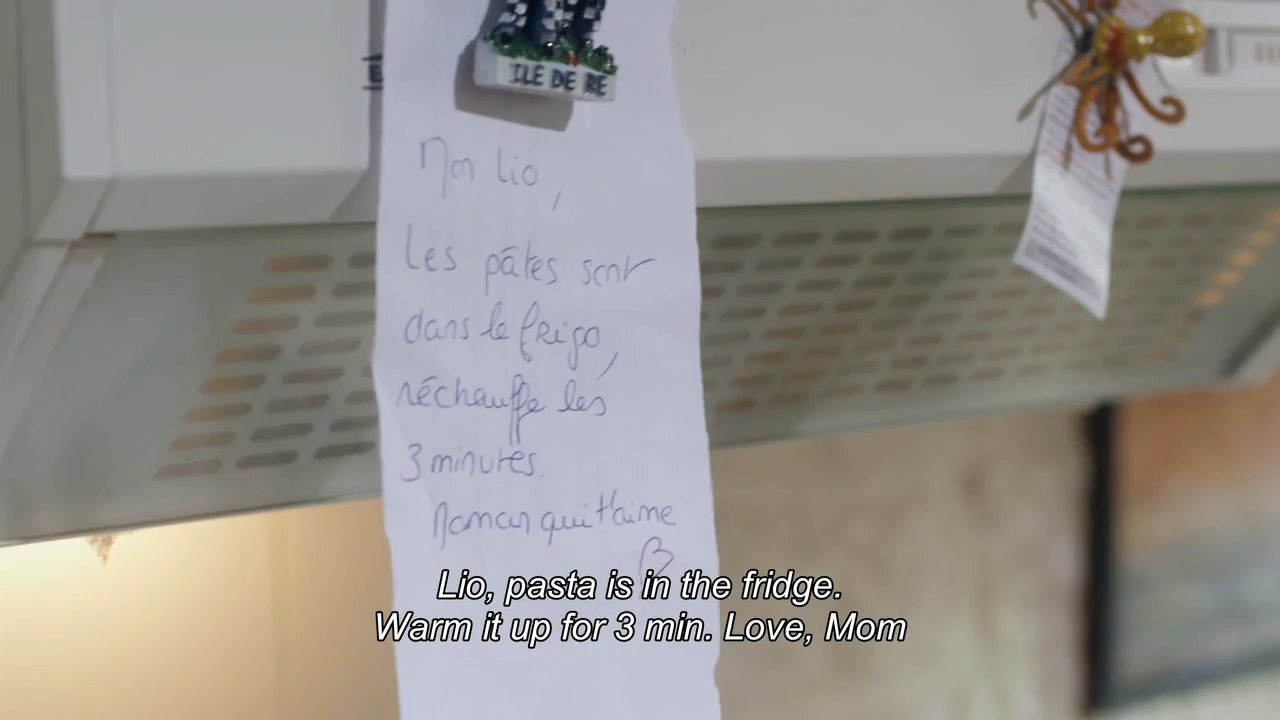 ILE DE RE
Mon Lio,
Les pâtes sont
dans le frigo,
réchauffe les
3 minutes.
Maman qui t'aime
Lio, pasta is in the fridge.
Warm it up for 3 min. Love, Mom